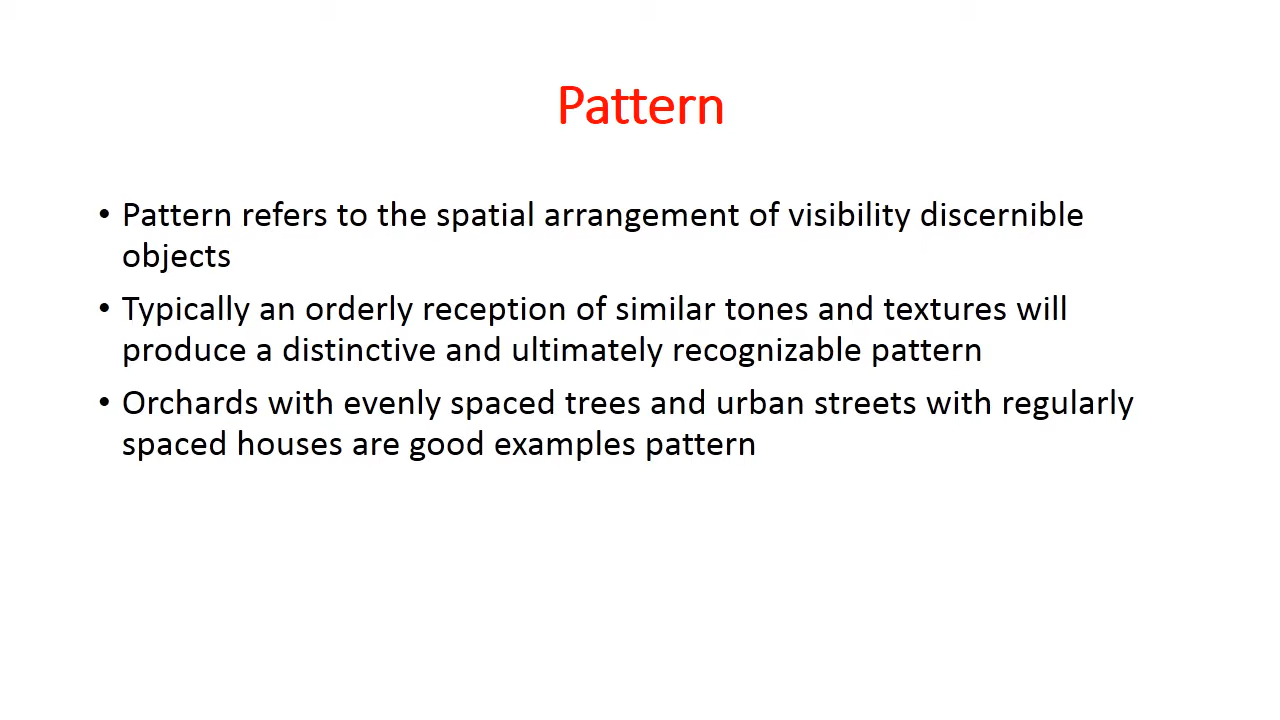 Pattern
• Pattern refers to the spatial arrangement of visibility discernible
objects
• Typically an orderly reception of similar tones and textures will
produce a distinctive and ultimately recognizable pattern
• Orchards with evenly spaced trees and urban streets with regularly
spaced houses are good examples pattern